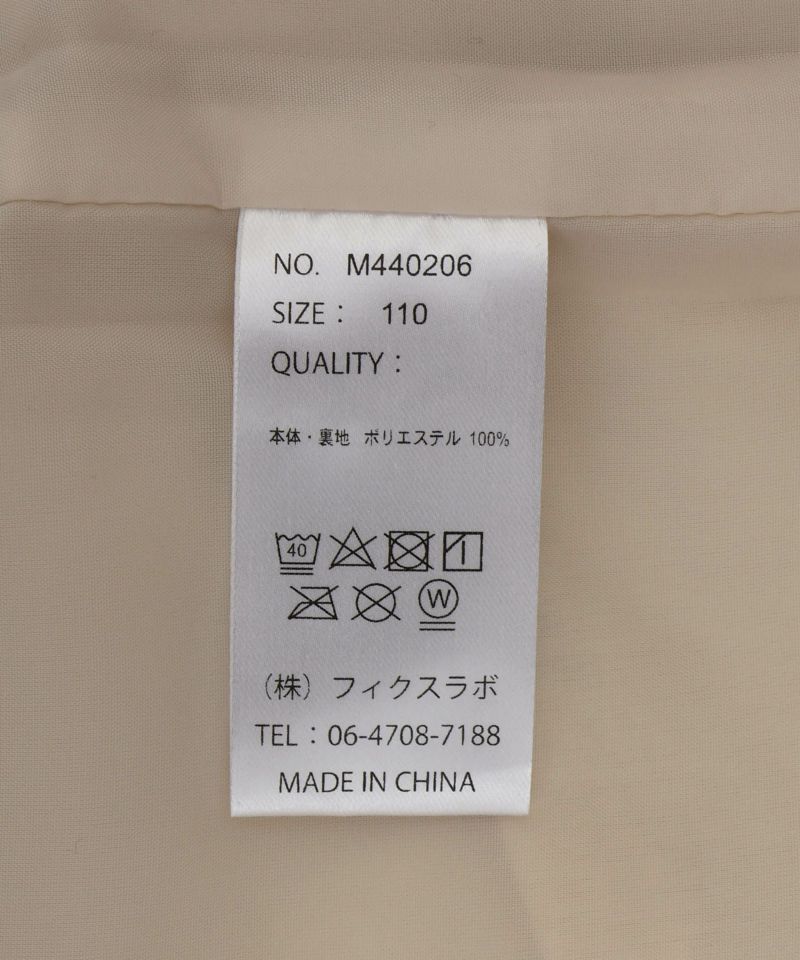 NO. M440206
SIZE： 110
QUALITY：
本体・裏地 ポリエステル 100%
40
W
（株）フィクスラボ
TEL：06-4708-7188
MADE IN CHINA